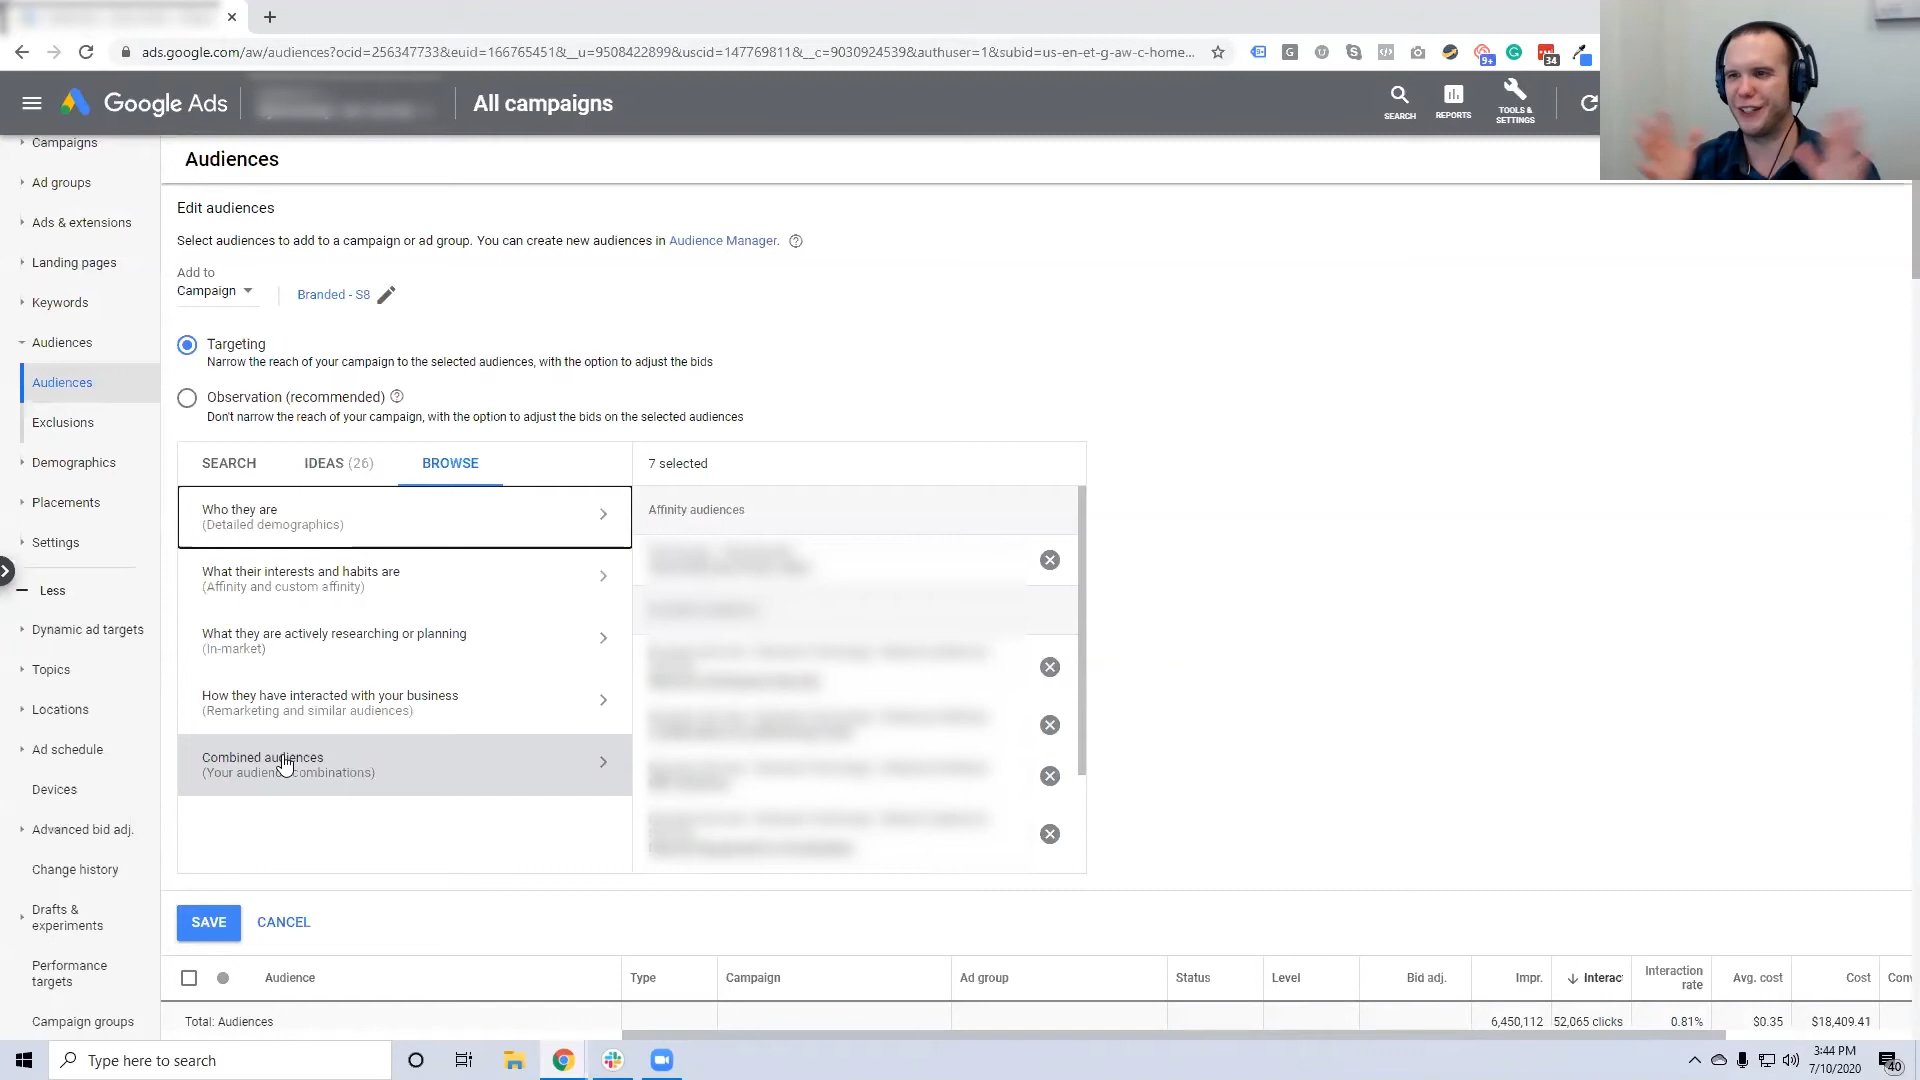 ads.google.com/aw/audiences?ocid=256347733&euid=166765451&__u=9508422899&uscid=147769811&__c=9030924539&authuser=1&subid=us-en-et-g-aw-c-home...
9+
34
Google Ads
All campaigns
SEARCH
REPORTS
TOOLS &
SETTINGS
Campaigns
Ad groups
Ads & extensions
Landing pages
Keywords
Audiences
Audiences
Exclusions
Demographics
Placements
Settings
Less
Dynamic ad targets
Topics
Locations
Ad schedule
Devices
Advanced bid adj.
Change history
Drafts &
experiments
Performance
targets
Campaign groups
Audiences
Edit audiences
Select audiences to add to a campaign or ad group. You can create new audiences in Audience Manager.
Add to
Campaign
Branded - S8
Targeting
Narrow the reach of your campaign to the selected audiences, with the option to adjust the bids
Observation (recommended)
Don't narrow the reach of your campaign, with the option to adjust the bids on the selected audiences
SEARCH IDEAS (26) BROWSE
7 selected
Who they are
(Detailed demographics)
What their interests and habits are
(Affinity and custom affinity)
What they are actively researching or planning
(In-market)
How they have interacted with your business
(Remarketing and similar audiences)
Combined audiences
(Your audience combinations)
Affinity audiences
SAVE CANCEL
Audience Type Campaign Ad group Status Level Bid adj. Impr. Interac Interaction rate Avg. cost Cost Conv
Total: Audiences 6,450,112 52,065 clicks 0.81% $0.35 $18,409.41
Type here to search
3:44 PM
7/10/2020
40